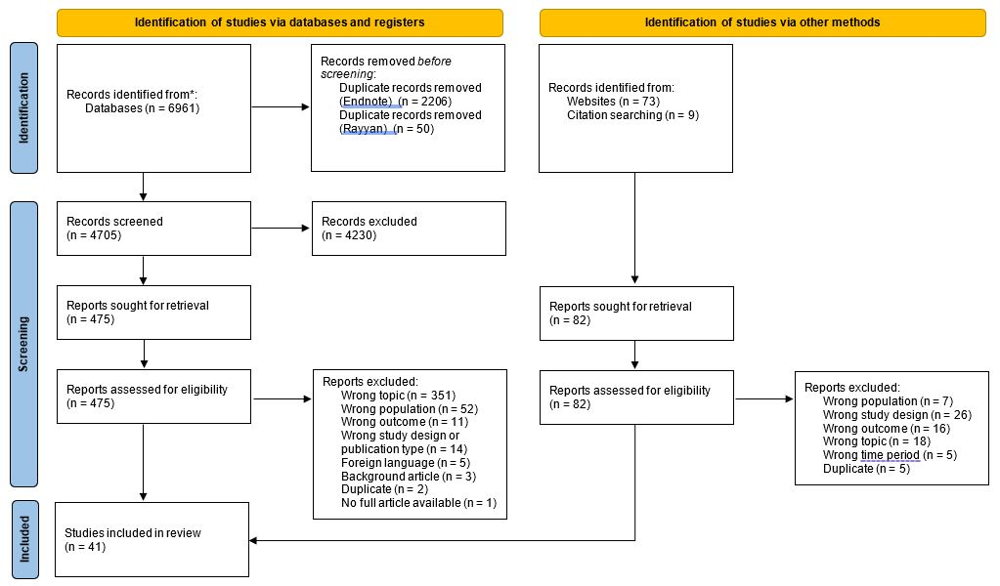 Identification of studies via databases and registers
Identification of studies via other methods
Identification
Records identified from*:
Databases (n = 6961)
Records removed before
screening:
Duplicate records removed
(Endnote) (n = 2206)
Duplicate records removed
(Rayyan) (n = 50)
Records identified from:
Websites (n = 73)
Citation searching (n = 9)
Screening
Records screened
(n = 4705)
Records excluded
(n = 4230)
Reports sought for retrieval
(n = 475)
Reports sought for retrieval
(n = 82)
Reports assessed for eligibility
(n = 475)
Reports excluded:
Wrong topic (n = 351)
Wrong population (n = 52)
Wrong outcome (n = 11)
Wrong study design or
publication type (n = 14)
Foreign language (n = 5)
Background article (n = 3)
Duplicate (n = 2)
No full article available (n = 1)
Reports assessed for eligibility
(n = 82)
Reports excluded:
Wrong population (n = 7)
Wrong study design (n = 26)
Wrong outcome (n = 16)
Wrong topic (n = 18)
Wrong time period (n = 5)
Duplicate (n = 5)
Included
Studies included in review
(n = 41)